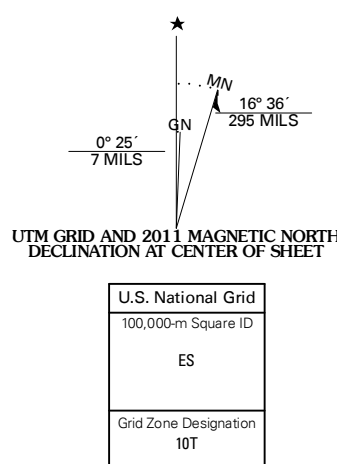 MN
16° 36´
295 MILS
GN
0° 25´
7 MILS
UTM GRID AND 2011 MAGNETIC NORTH
DECLINATION AT CENTER OF SHEET
U.S. National Grid
100,000-m Square ID
ES
Grid Zone Designation
10T